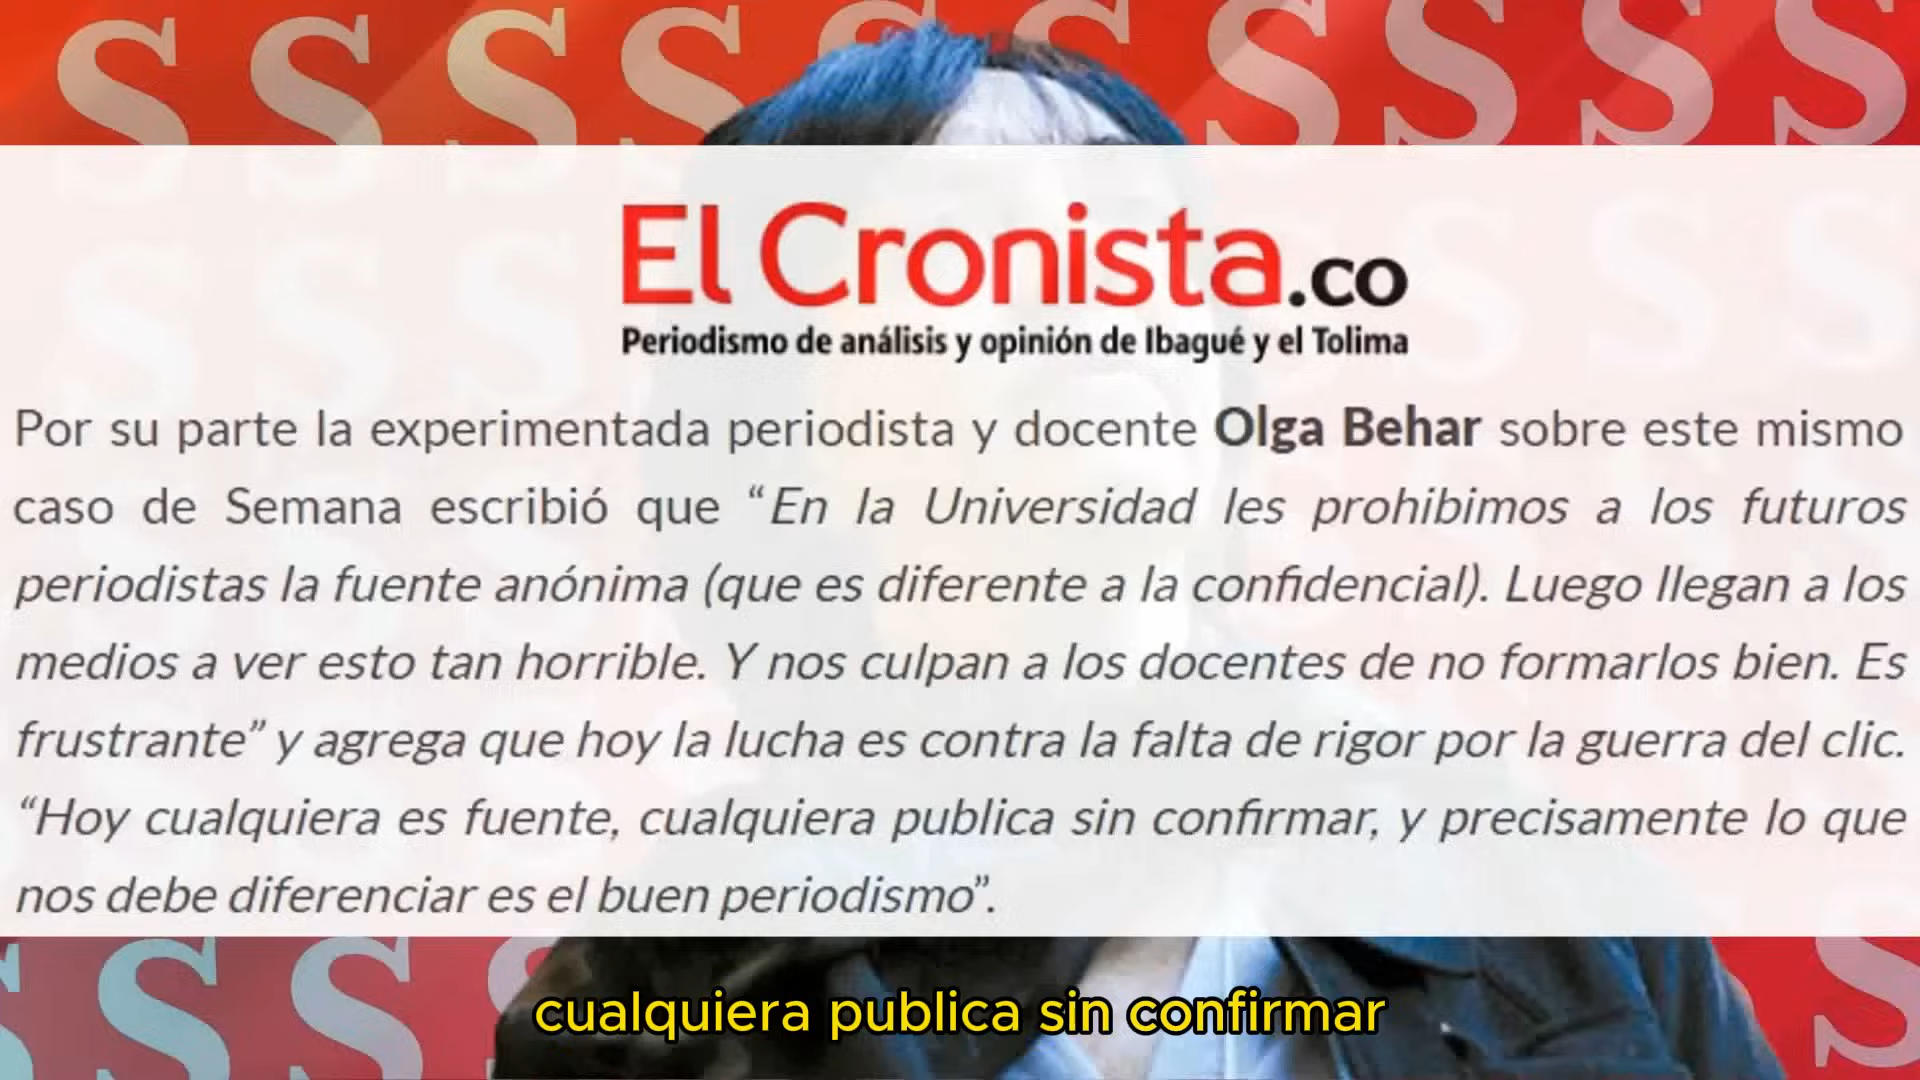 S S S S S S S S S S
El Cronista.co
Periodismo de análisis y opinión de Ibagué y el Tolima
Por su parte la experimentada periodista y docente Olga Behar sobre este mismo
caso de Semana escribió que “En la Universidad les prohibimos a los futuros
periodistas la fuente anónima (que es diferente a la confidencial). Luego llegan a los
medios a ver esto tan horrible. Y nos culpan a los docentes de no formarlos bien. Es
frustrante” y agrega que hoy la lucha es contra la falta de rigor por la guerra del clic.
“Hoy cualquiera es fuente, cualquiera publica sin confirmar, y precisamente lo que
nos debe diferenciar es el buen periodismo”.
S S S S S
cualquiera publica sin confirmar